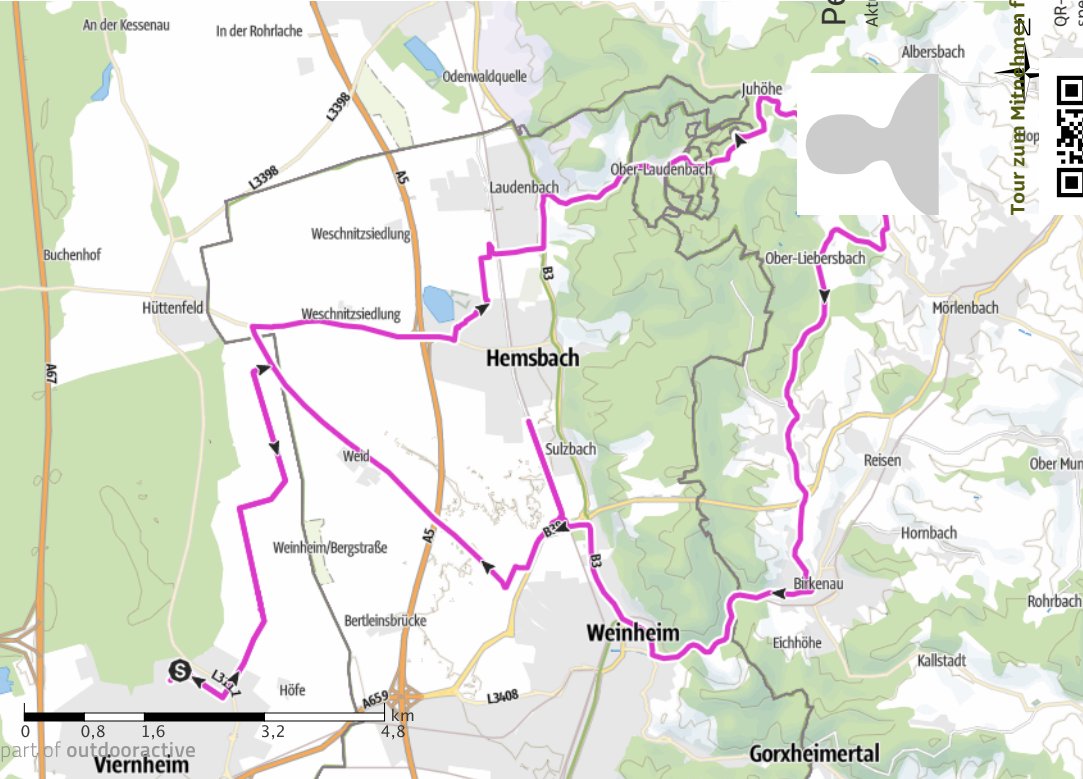 An der Kessenau
In der Rohrlache
Albersbach
Odenwaldquelle
Juhöhe
L3398
A5
Ober-Laudenbach
Laudenbach
L3398
Tour zum Mitnehmen f
QR-
Weschnitzsiedlung
Buchenhof
Ober-Liebersbach
B3
Hüttenfeld
Weschnitzsiedlung
Mörlenbach
Hemsbach
A67
Sulzbach
Weid
Reisen
Ober Mun
A5
Hornbach
Weinheim/Bergstraße
B3
Birkenau
Rohrbach
Bertleinsbrücke
Weinheim
Eichhöhe
Kallstadt
S
Höfe
A659
L3408
km
0 0,8 1,6 3,2 4,8
part of outdooractive
Viernheim
Gorxheimertal